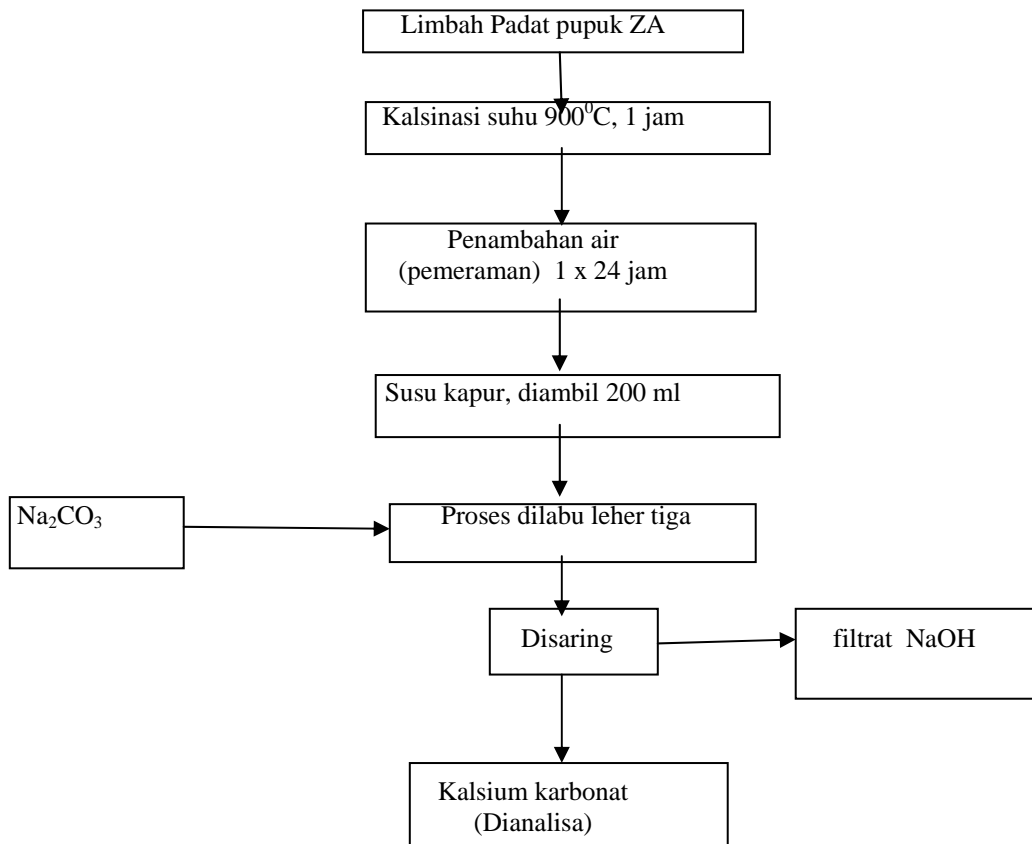 Limbah Padat pupuk ZA
Kalsinasi suhu 900⁰C, 1 jam
Penambahan air
(pemeraman) 1 x 24 jam
Susu kapur, diambil 200 ml
Na₂CO₃
Proses dilabu leher tiga
Disaring
filtrat NaOH
Kalsium karbonat
(Dianalisa)